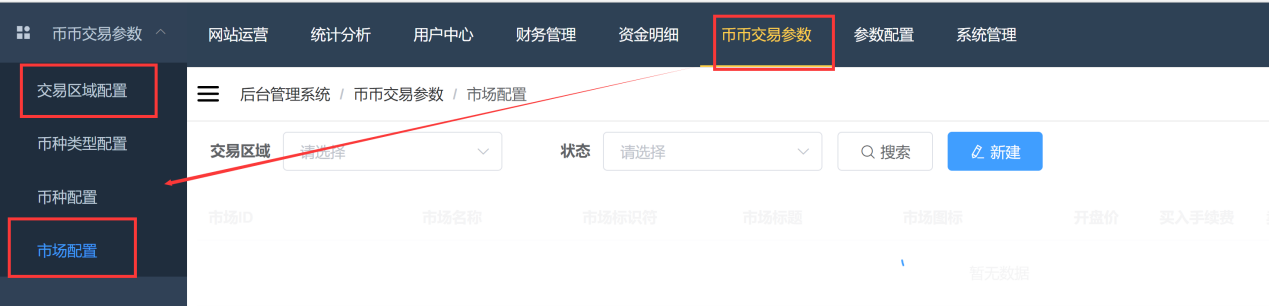 币币交易参数
网站运营 统计分析 用户中心 财务管理 资金明细 币币交易参数 参数配置 系统管理
交易区域配置
币种类型配置
币种配置
市场配置
后台管理系统 / 币币交易参数 / 市场配置
交易区域 请选择 状态 请选择 搜索 新建
市场ID 市场名称 市场标识符 市场标题 市场图标 开盘价 买入手续费
暂无数据